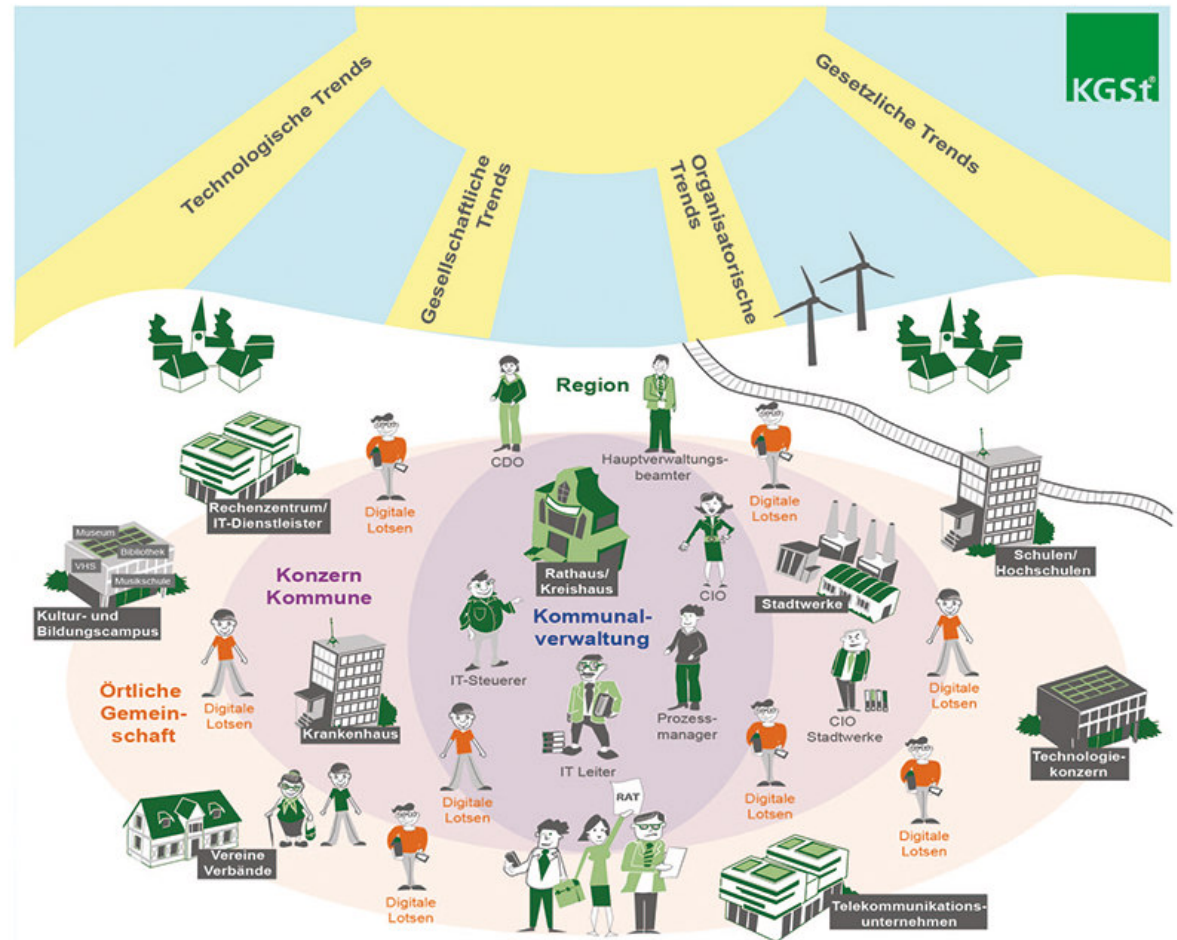 KGSt®
Technologische Trends
Gesellschaftliche
Trends
Organisatorische
Trends
Gesetzliche Trends
Region
CDO
Hauptverwaltungs-
beamter
Digitale
Lotsen
Digitale
Lotsen
Rechenzentrum/
IT-Dienstleister
Rathaus/
Kreishaus
CIO
Stadtwerke
Schulen/
Hochschulen
Museum
Bibliothek
VHS
Musikschule
Kultur- und
Bildungscampus
Konzern
Kommune
Kommunal-
verwaltung
IT-Steuerer
Örtliche
Gemein-
schaft
Digitale
Lotsen
Krankenhaus
Prozess-
manager
CIO
Stadtwerke
Digitale
Lotsen
Technologie-
konzern
IT Leiter
Digitale
Lotsen
Digitale
Lotsen
Digitale
Lotsen
RAT
Vereine
Verbände
Digitale
Lotsen
Telekommunikations-
unternehmen